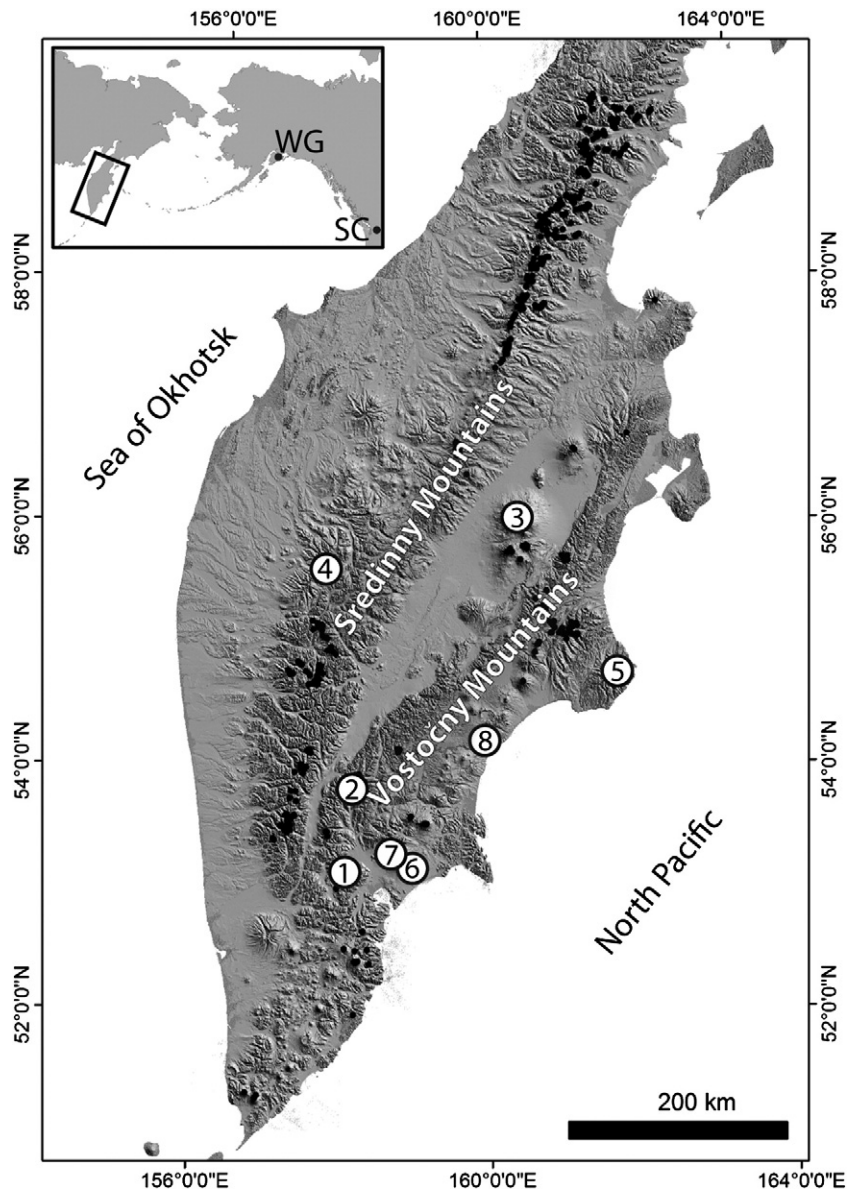 156°0'0"E
160°0'0"E
164°0'0"E
WG
SC
58°0'0"N
58°0'0"N
Sea of Okhotsk
Sredinny Mountains
3
56°0'0"N
56°0'0"N
4
Vostočny Mountains
5
8
54°0'0"N
54°0'0"N
2
7
6
1
North Pacific
52°0'0"N
52°0'0"N
200 km
156°0'0"E
160°0'0"E
164°0'0"E